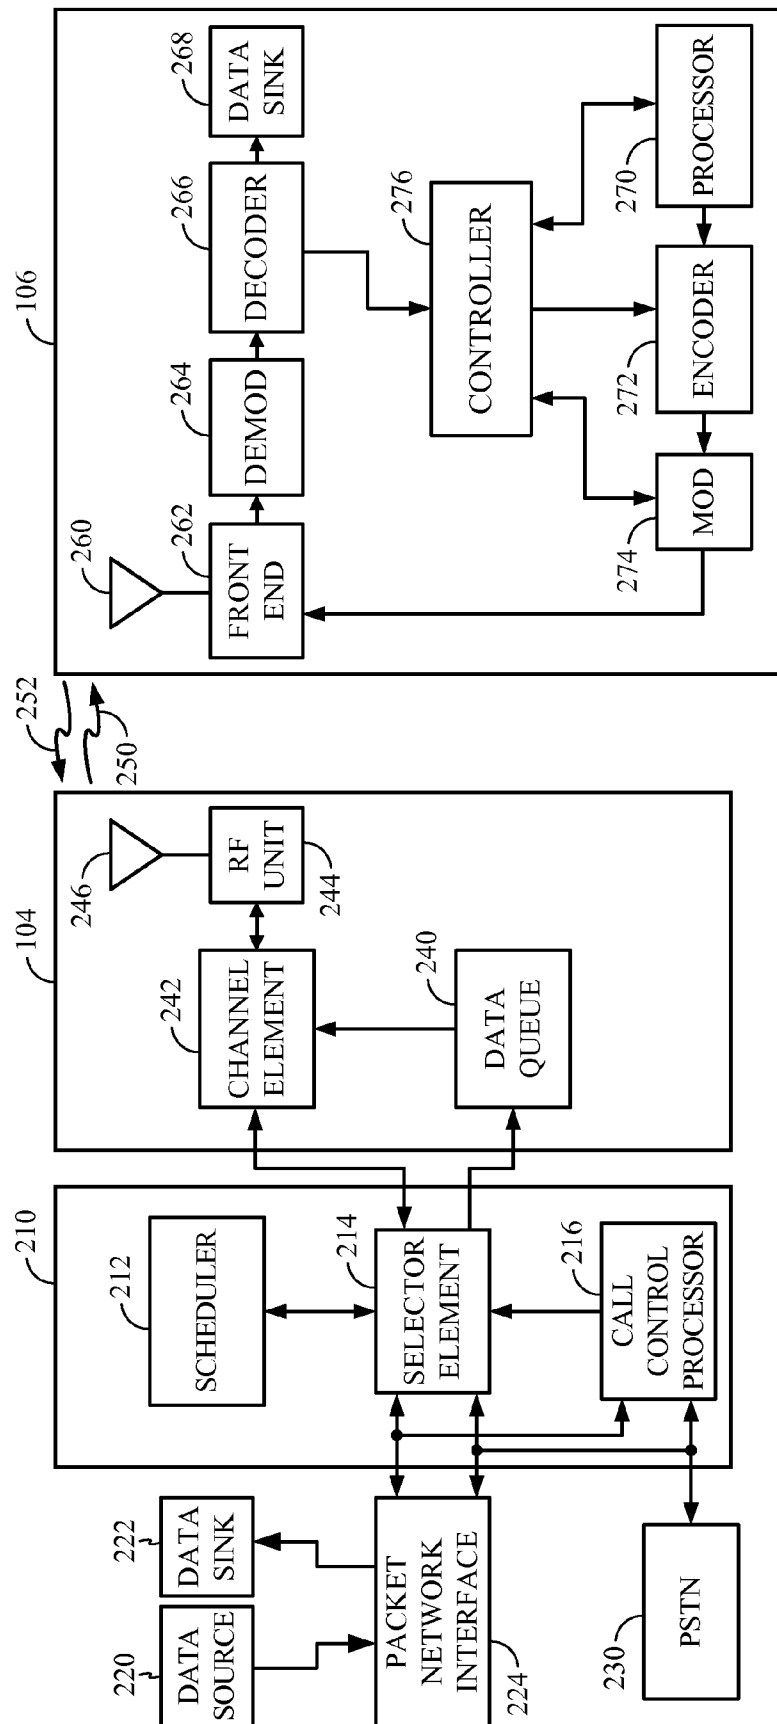 220
DATA
SOURCE
222
DATA
SINK
PACKET
NETWORK
INTERFACE
224
230
PSTN
210
212
SCHEDULER
214
SELECTOR
ELEMENT
216
CALL
CONTROL
PROCESSOR
104
242
CHANNEL
ELEMENT
246
RF
UNIT
244
240
DATA
QUEUE
252
250
106
260
262
FRONT
END
264
DEMOD
266
DECODER
268
DATA
SINK
276
CONTROLLER
274
MOD
272
ENCODER
270
PROCESSOR